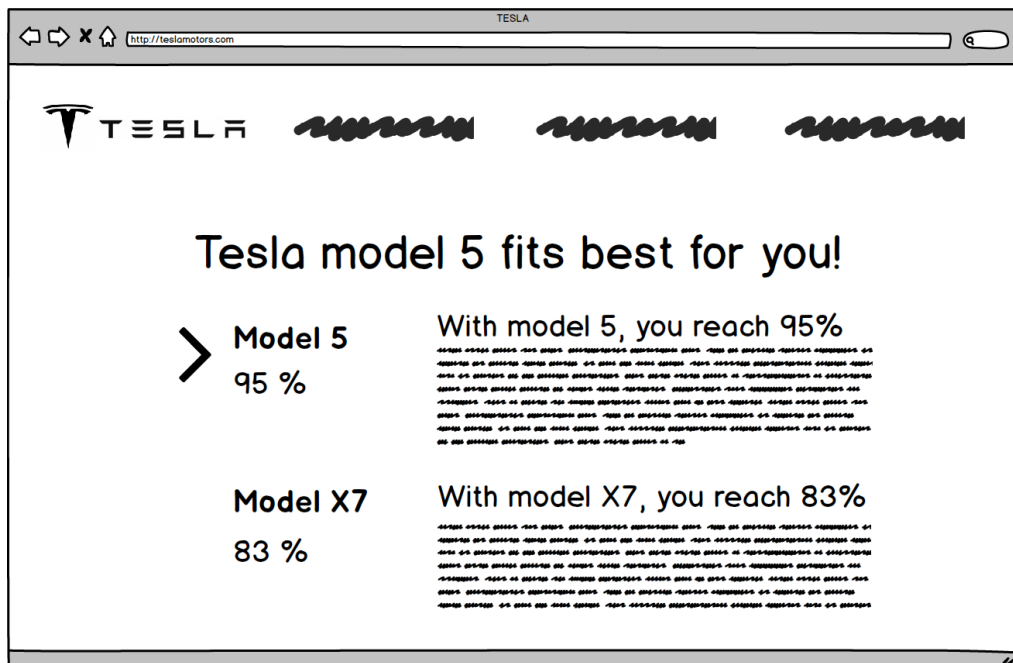 TESLA
http://teslamotors.com
TESLA
Tesla model 5 fits best for you!
Model 5
95 %
With model 5, you reach 95%
Model X7
83 %
With model X7, you reach 83%